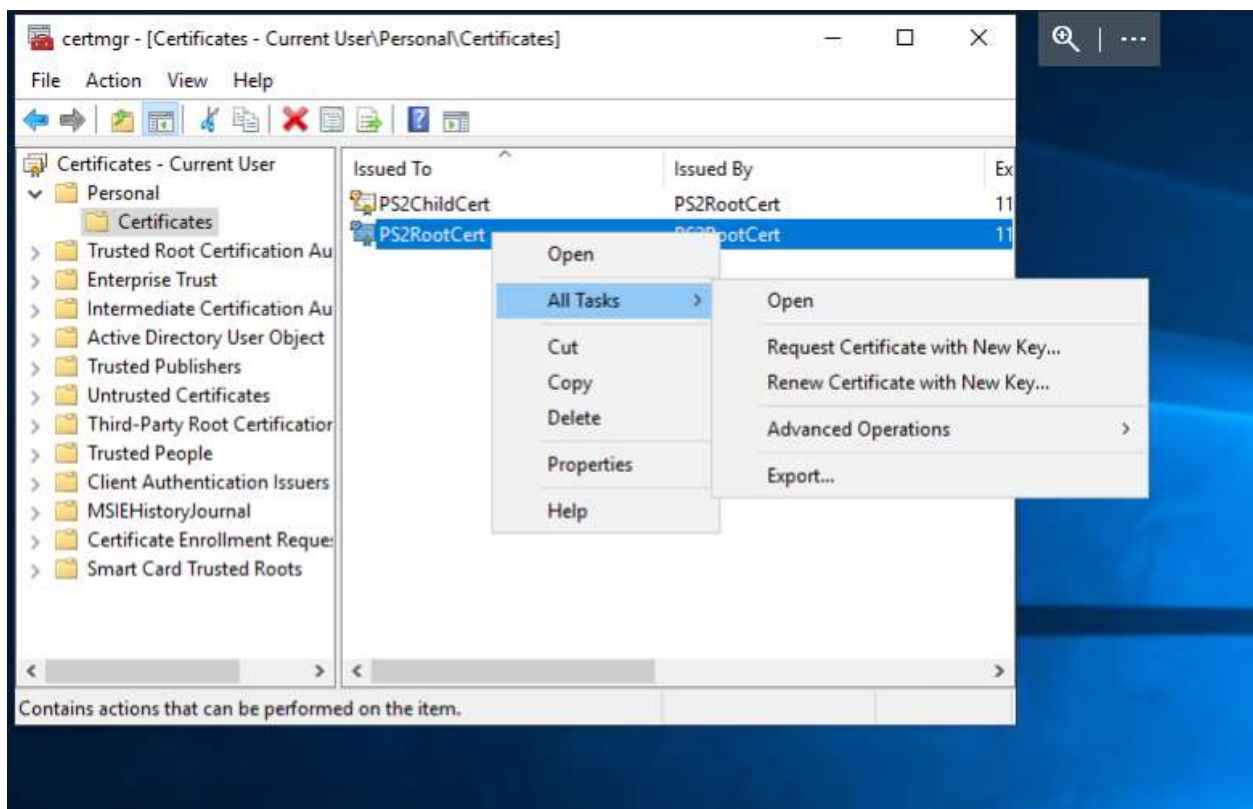 certmgr - [Certificates - Current User\Personal\Certificates]
File Action View Help
Certificates - Current User
Personal
Certificates
Trusted Root Certification Au
Enterprise Trust
Intermediate Certification Au
Active Directory User Object
Trusted Publishers
Untrusted Certificates
Third-Party Root Certification
Trusted People
Client Authentication Issuers
MSIEHistoryJournal
Certificate Enrollment Reque
Smart Card Trusted Roots
Issued To Issued By Ex
PS2ChildCert PS2RootCert 11
PS2RootCert PS2RootCert 11
Open
All Tasks
Cut
Copy
Delete
Properties
Help
Open
Request Certificate with New Key...
Renew Certificate with New Key...
Advanced Operations
Export...
Contains actions that can be performed on the item.